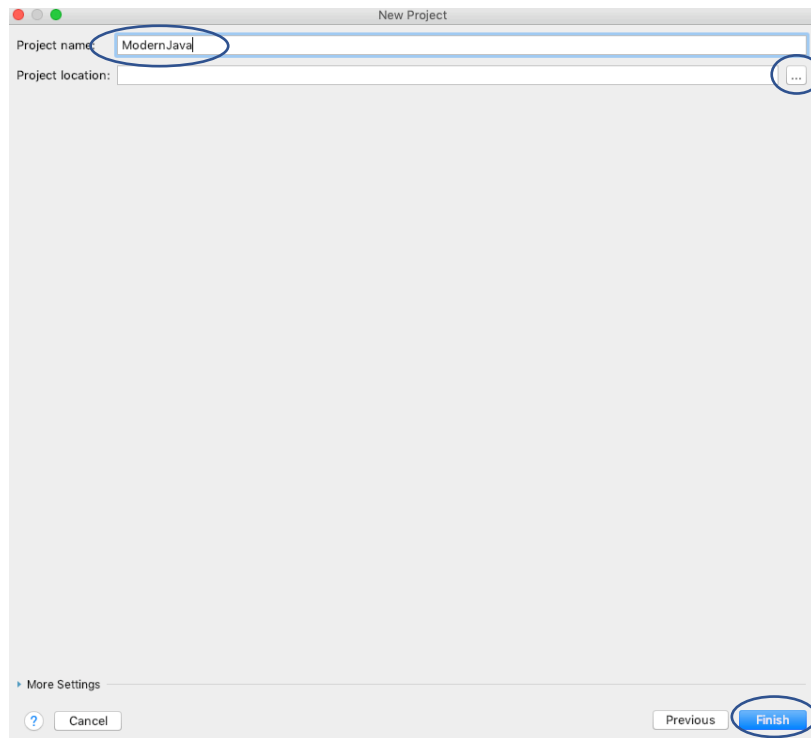 New Project
Project name: ModernJava
Project location: ...
More Settings
? Cancel Previous Finish